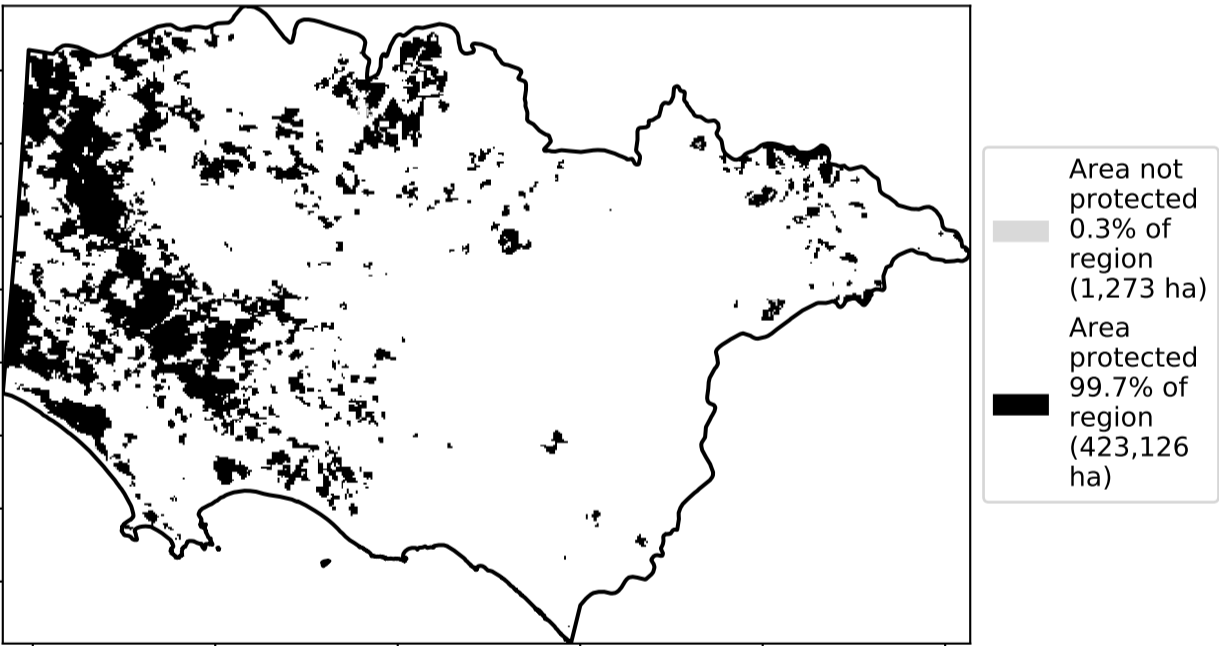 Area not
protected
0.3% of
region
(1,273 ha)
Area
protected
99.7% of
region
(423,126
ha)